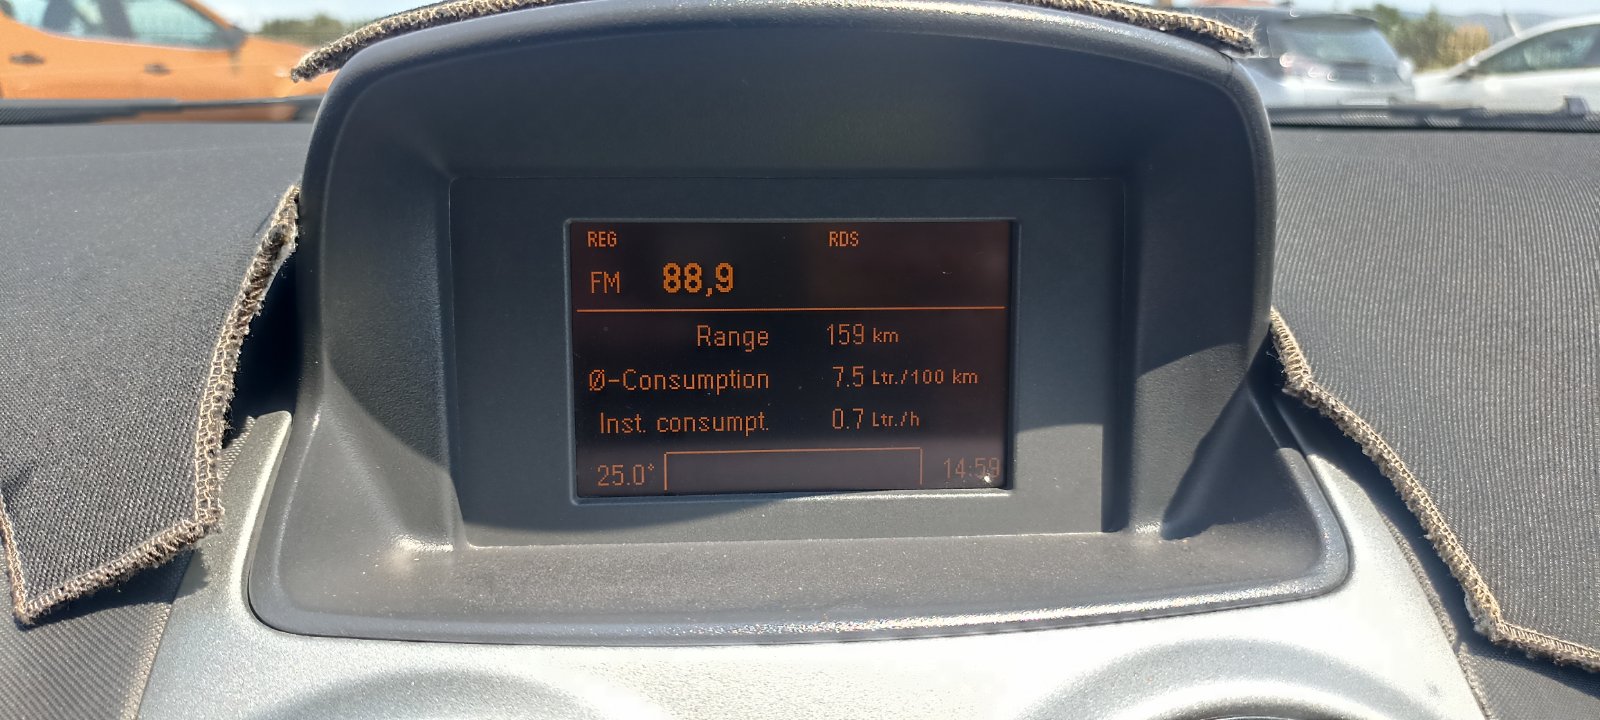 REG RDS
FM 88,9
Range 159 km
Ø-Consumption 7.5 Ltr./100 km
Inst. consumpt. 0.7 Ltr./h
25.0° 14:59